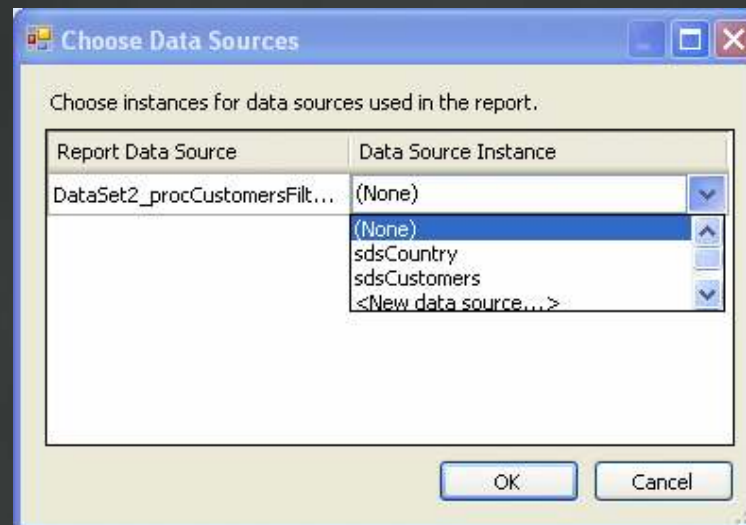 Choose Data Sources
Choose instances for data sources used in the report.
Report Data Source Data Source Instance
DataSet2_procCustomersFilt... (None)
(None)
sdsCountry
sdsCustomers
<New data source...>
OK Cancel